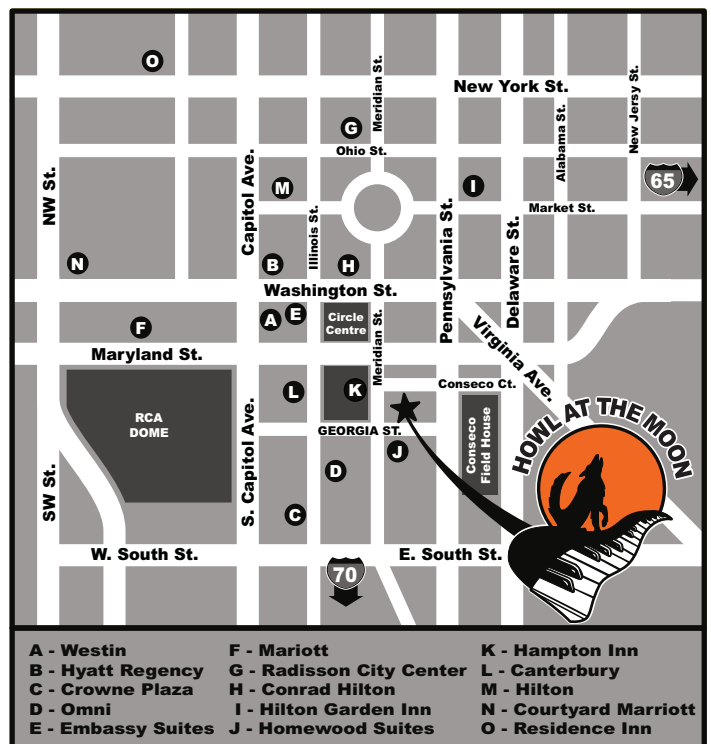 O
New York St.
Meridian St.
New Jersy St.
Alabama St.
G
Ohio St.
Capitol Ave.
NW St.
M
I
65
Illinois St.
Market St.
Pennsylvania St.
Delaware St.
N
B
H
Washington St.
A
E
Circle
Centre
F
Virginia Ave.
Meridian St.
Maryland St.
Conseco Ct.
L
K
RCA
DOME
S. Capitol Ave.
GEORGIA ST.
J
Conseco
Field House
HOWL AT THE MOON
D
SW St.
C
W. South St.
E. South St.
70
A - Westin
B - Hyatt Regency
C - Crowne Plaza
D - Omni
E - Embassy Suites
F - Mariott
G - Radisson City Center
H - Conrad Hilton
I - Hilton Garden Inn
J - Homewood Suites
K - Hampton Inn
L - Canterbury
M - Hilton
N - Courtyard Marriott
O - Residence Inn